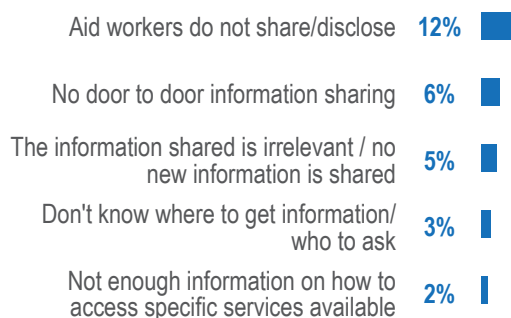 Aid workers do not share/disclose 12%
No door to door information sharing 6%
The information shared is irrelevant / no
new information is shared 5%
Don't know where to get information/
who to ask 3%
Not enough information on how to
access specific services available 2%